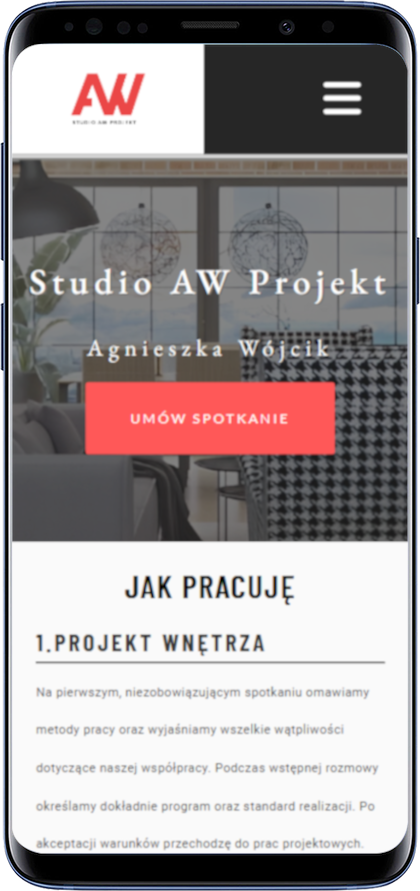 AW
STUDIO AW PROJEKT
Studio AW Projekt
Agnieszka Wójcik
UMÓW SPOTKANIE
JAK PRACUJĘ
1.PROJEKT WNĘTRZA
Na pierwszym, niezobowiązującym spotkaniu omawiamy
metody pracy oraz wyjaśniamy wszelkie wątpliwości
dotyczące naszej współpracy. Podczas wstępnej rozmowy
określamy dokładnie program oraz standard realizacji. Po
akceptacji warunków przechodzę do prac projektowych.